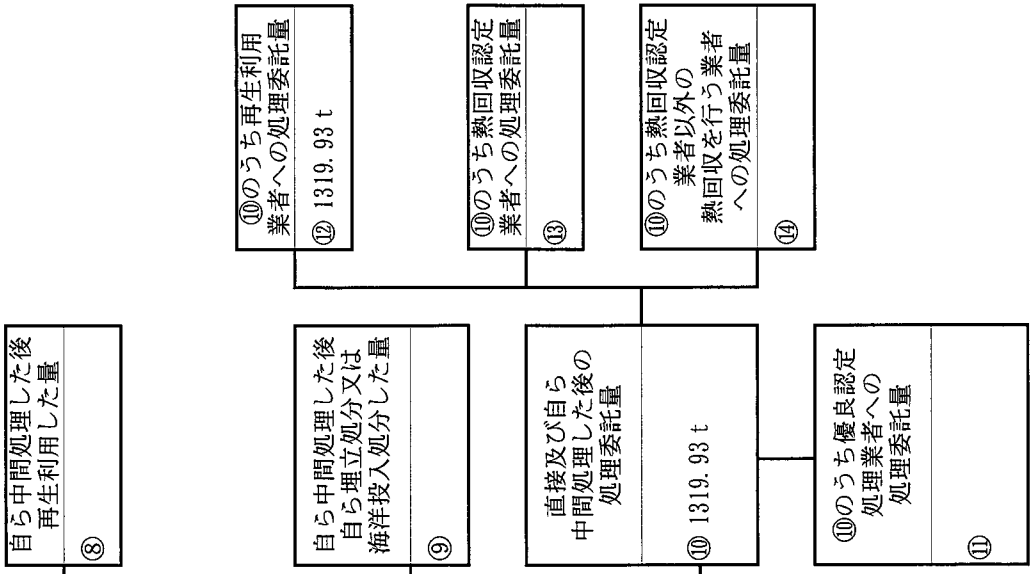 自ら中間処理した後
再生利用した量
⑧
自ら中間処理した後
自ら埋立処分又は
海洋投入処分した量
⑨
直接及び自ら
中間処理した後の
処理委託量
⑩ 1319.93 t
⑩のうち優良認定
処理業者への
処理委託量
⑪
⑩のうち再生利用
業者への処理委託量
⑫ 1319.93 t
⑩のうち熱回収認定
業者への処理委託量
⑬
⑩のうち熱回収認定
業者以外の
熱回収を行う業者
への処理委託量
⑭